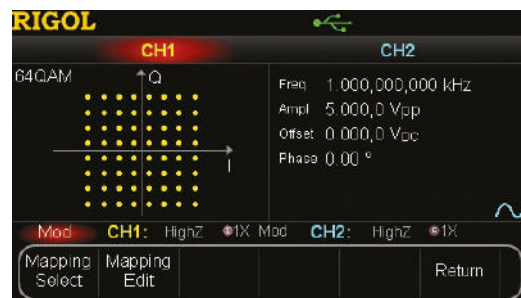 RIGOL
CH1
CH2
64QAM
Q
I
Freq 1.000,000,000 kHz
Ampl 5.000,0 Vpp
Offset 0.000,0 VDC
Phase 0.00 °
Mod CH1: HighZ 1X Mod CH2: HighZ 1X
Mapping Select
Mapping Edit
Return